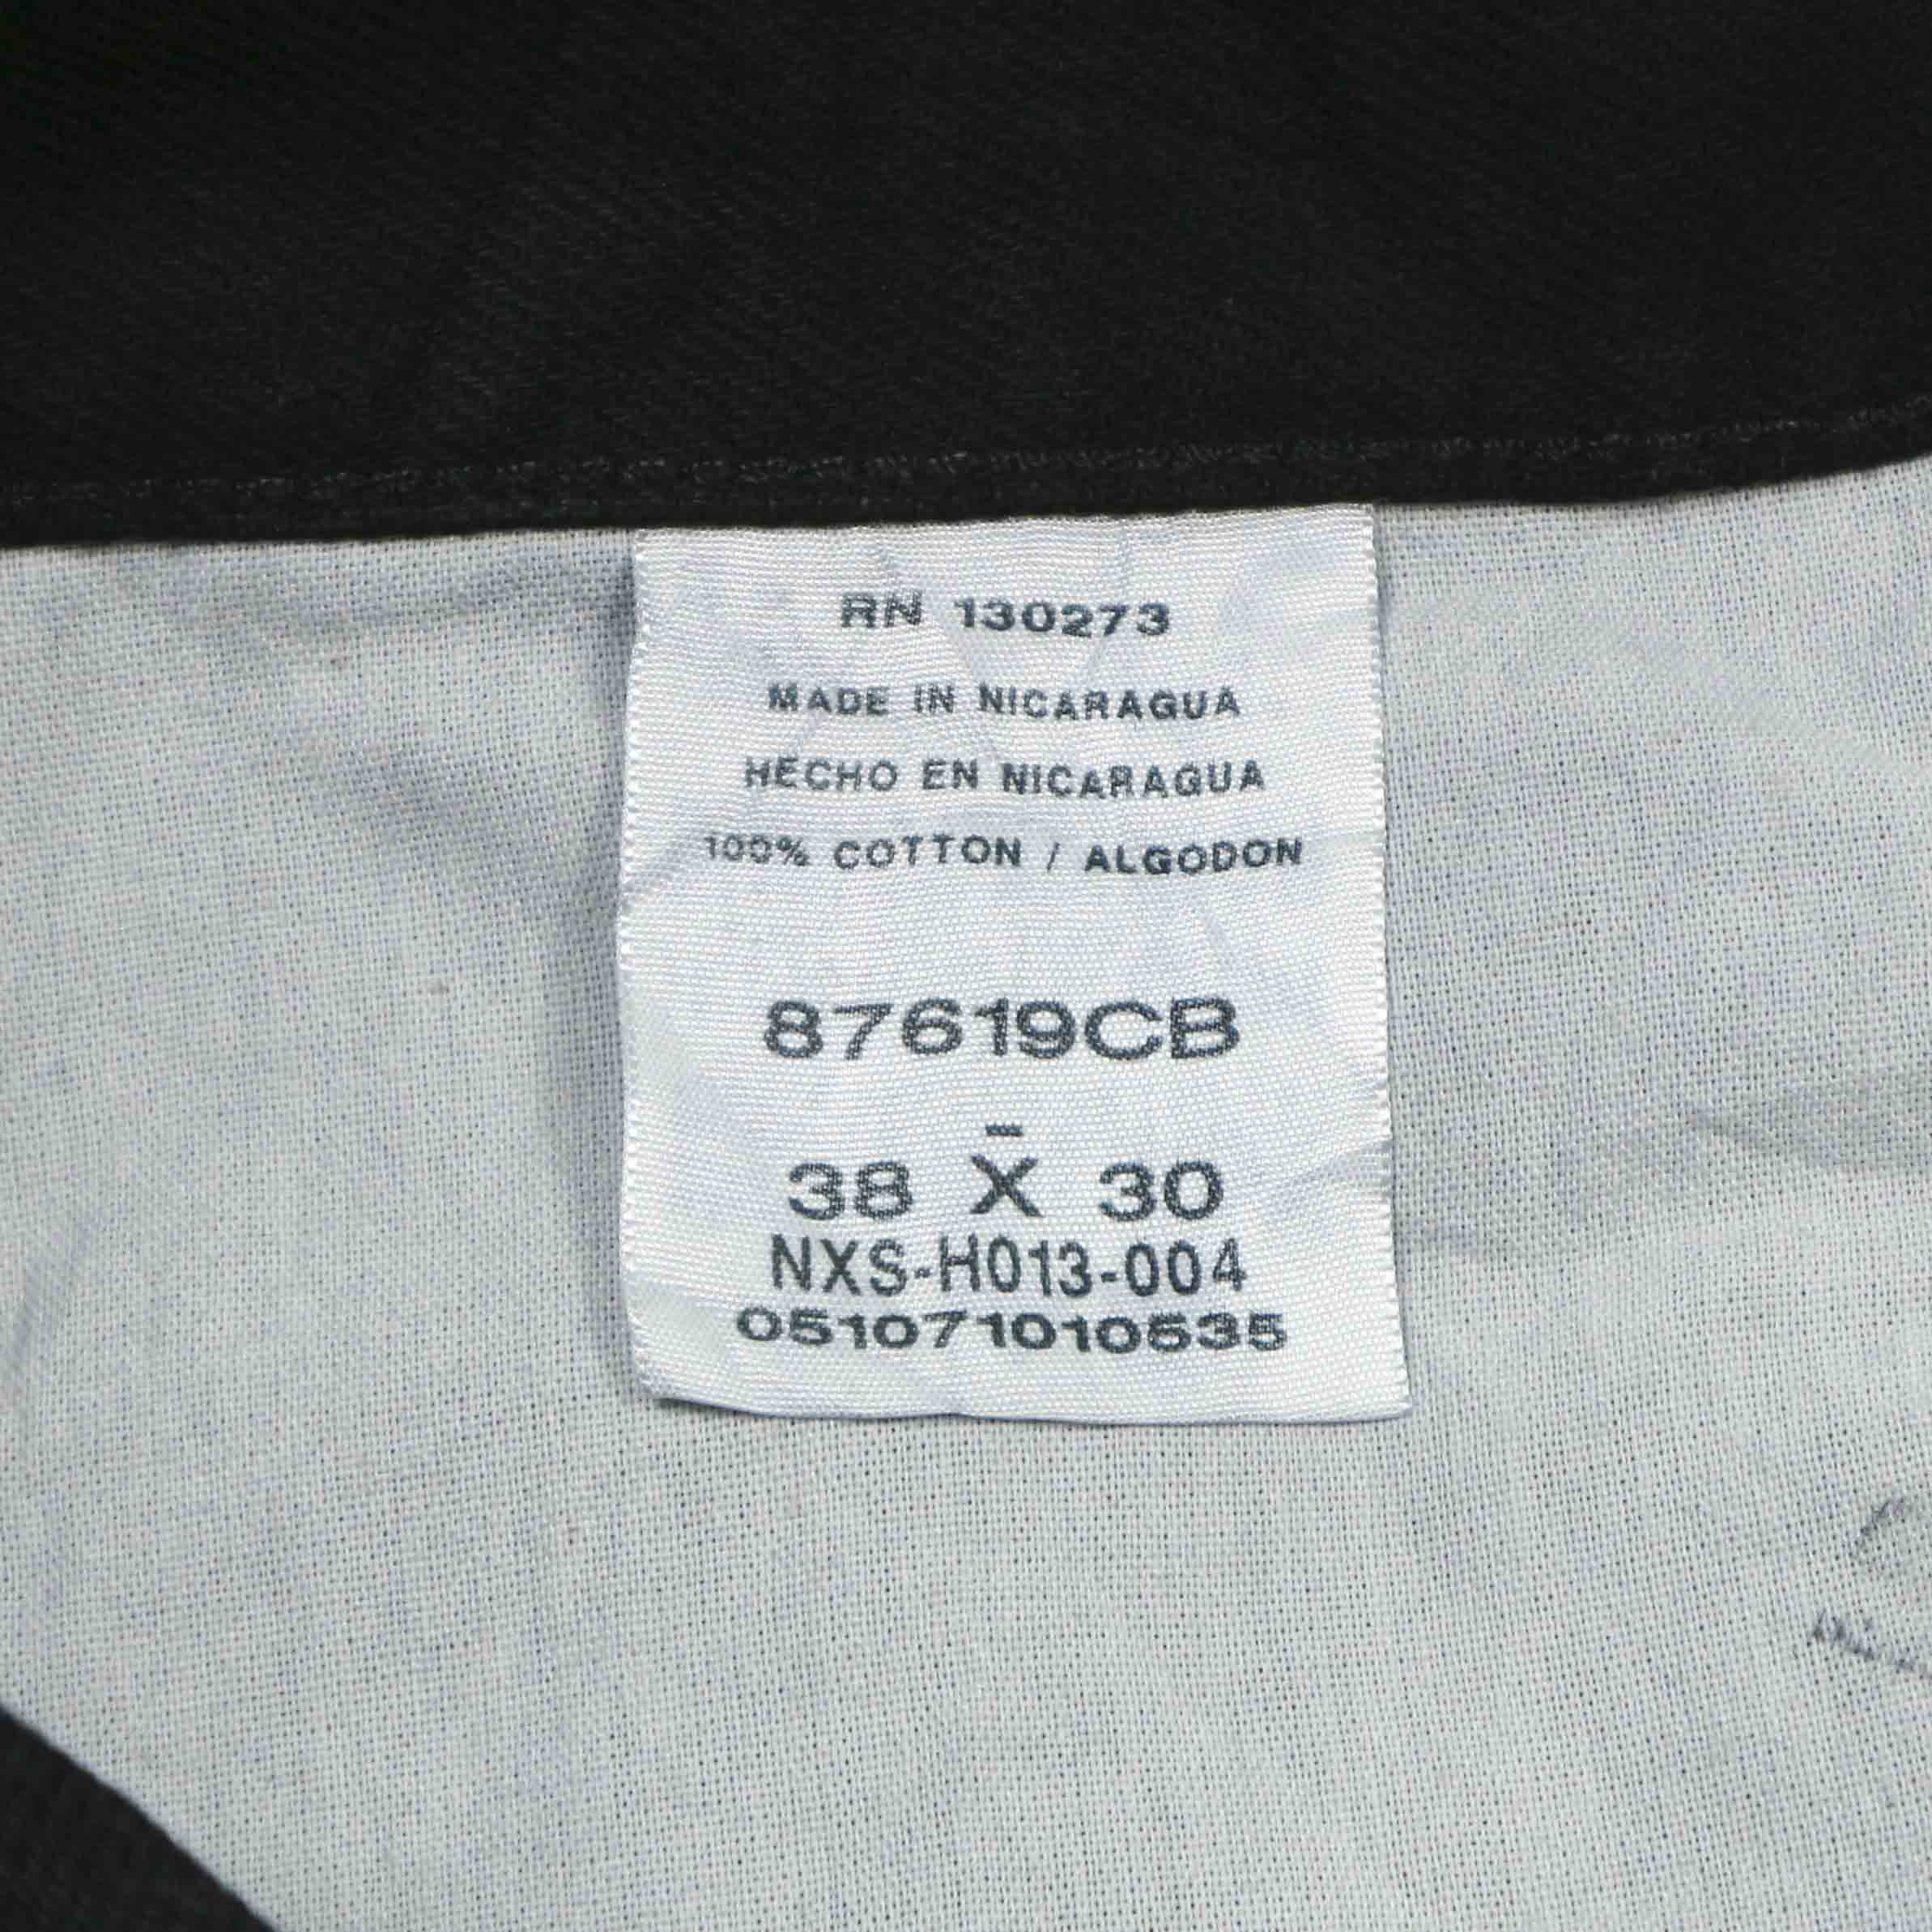 RN 130273
MADE IN NICARAGUA
HECHO EN NICARAGUA
100% COTTON / ALGODON
87619CB
-
38 X 30
NXS-H013-004
051071010535